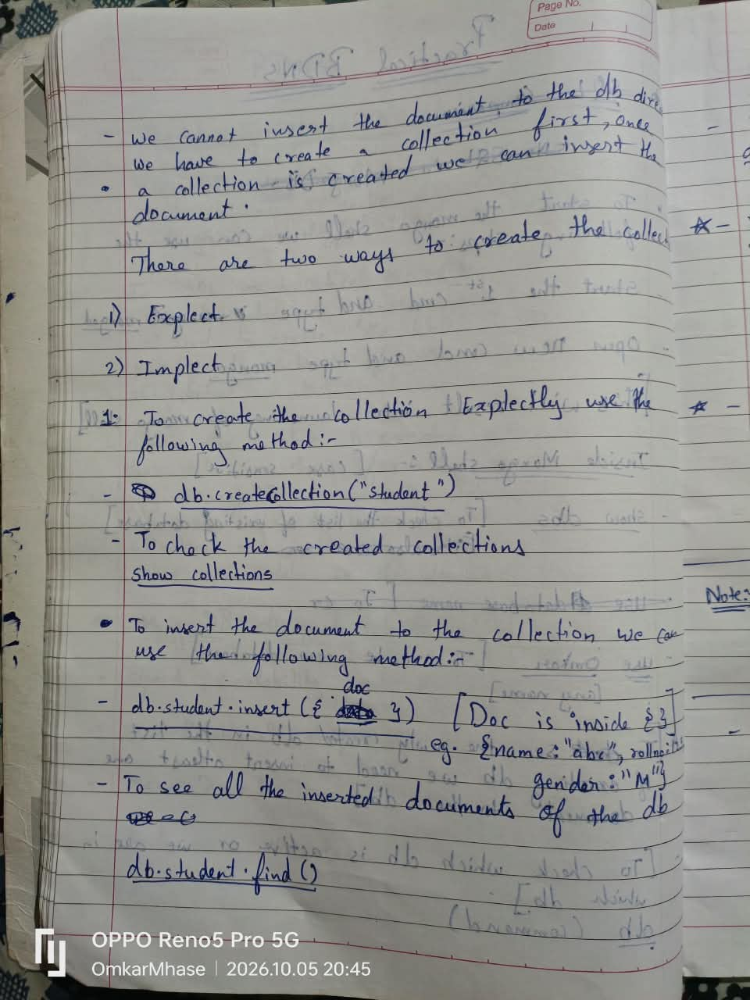 Page No.
Date
- we cannot insert the document to the db dire
we have to create a collection first, once
• a collection is created we can insert the
document.
There are two ways to create the collec
1) Explect
2) Implect
1. To create the collection Explectly use the
following method :-
- db.createCollection("student")
- To check the created collections
show collections
• To insert the document to the collection we can
use the following method :-
doc
- db.student.insert ({ }) [Doc is inside {}]
eg. {name : "abc",
gender : "M"}
- To see all the inserted documents of the db
db.student.find ()
Note:
OPPO Reno5 Pro 5G
OmkarMhase | 2026.10.05 20:45